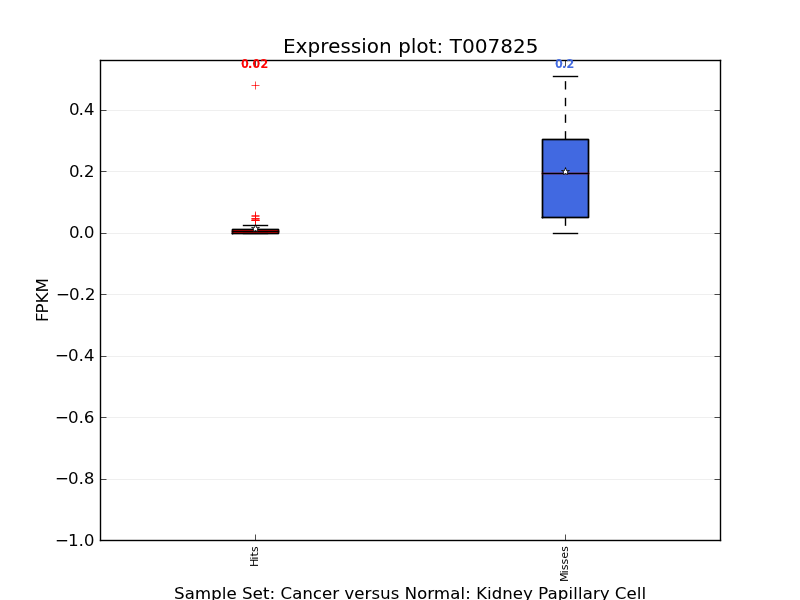 Expression plot: T007825
0.02
0.2
0.4
0.2
0.0
−0.2
−0.4
−0.6
−0.8
−1.0
FPKM
Hits
Misses
Sample Set: Cancer versus Normal: Kidney Papillary Cell